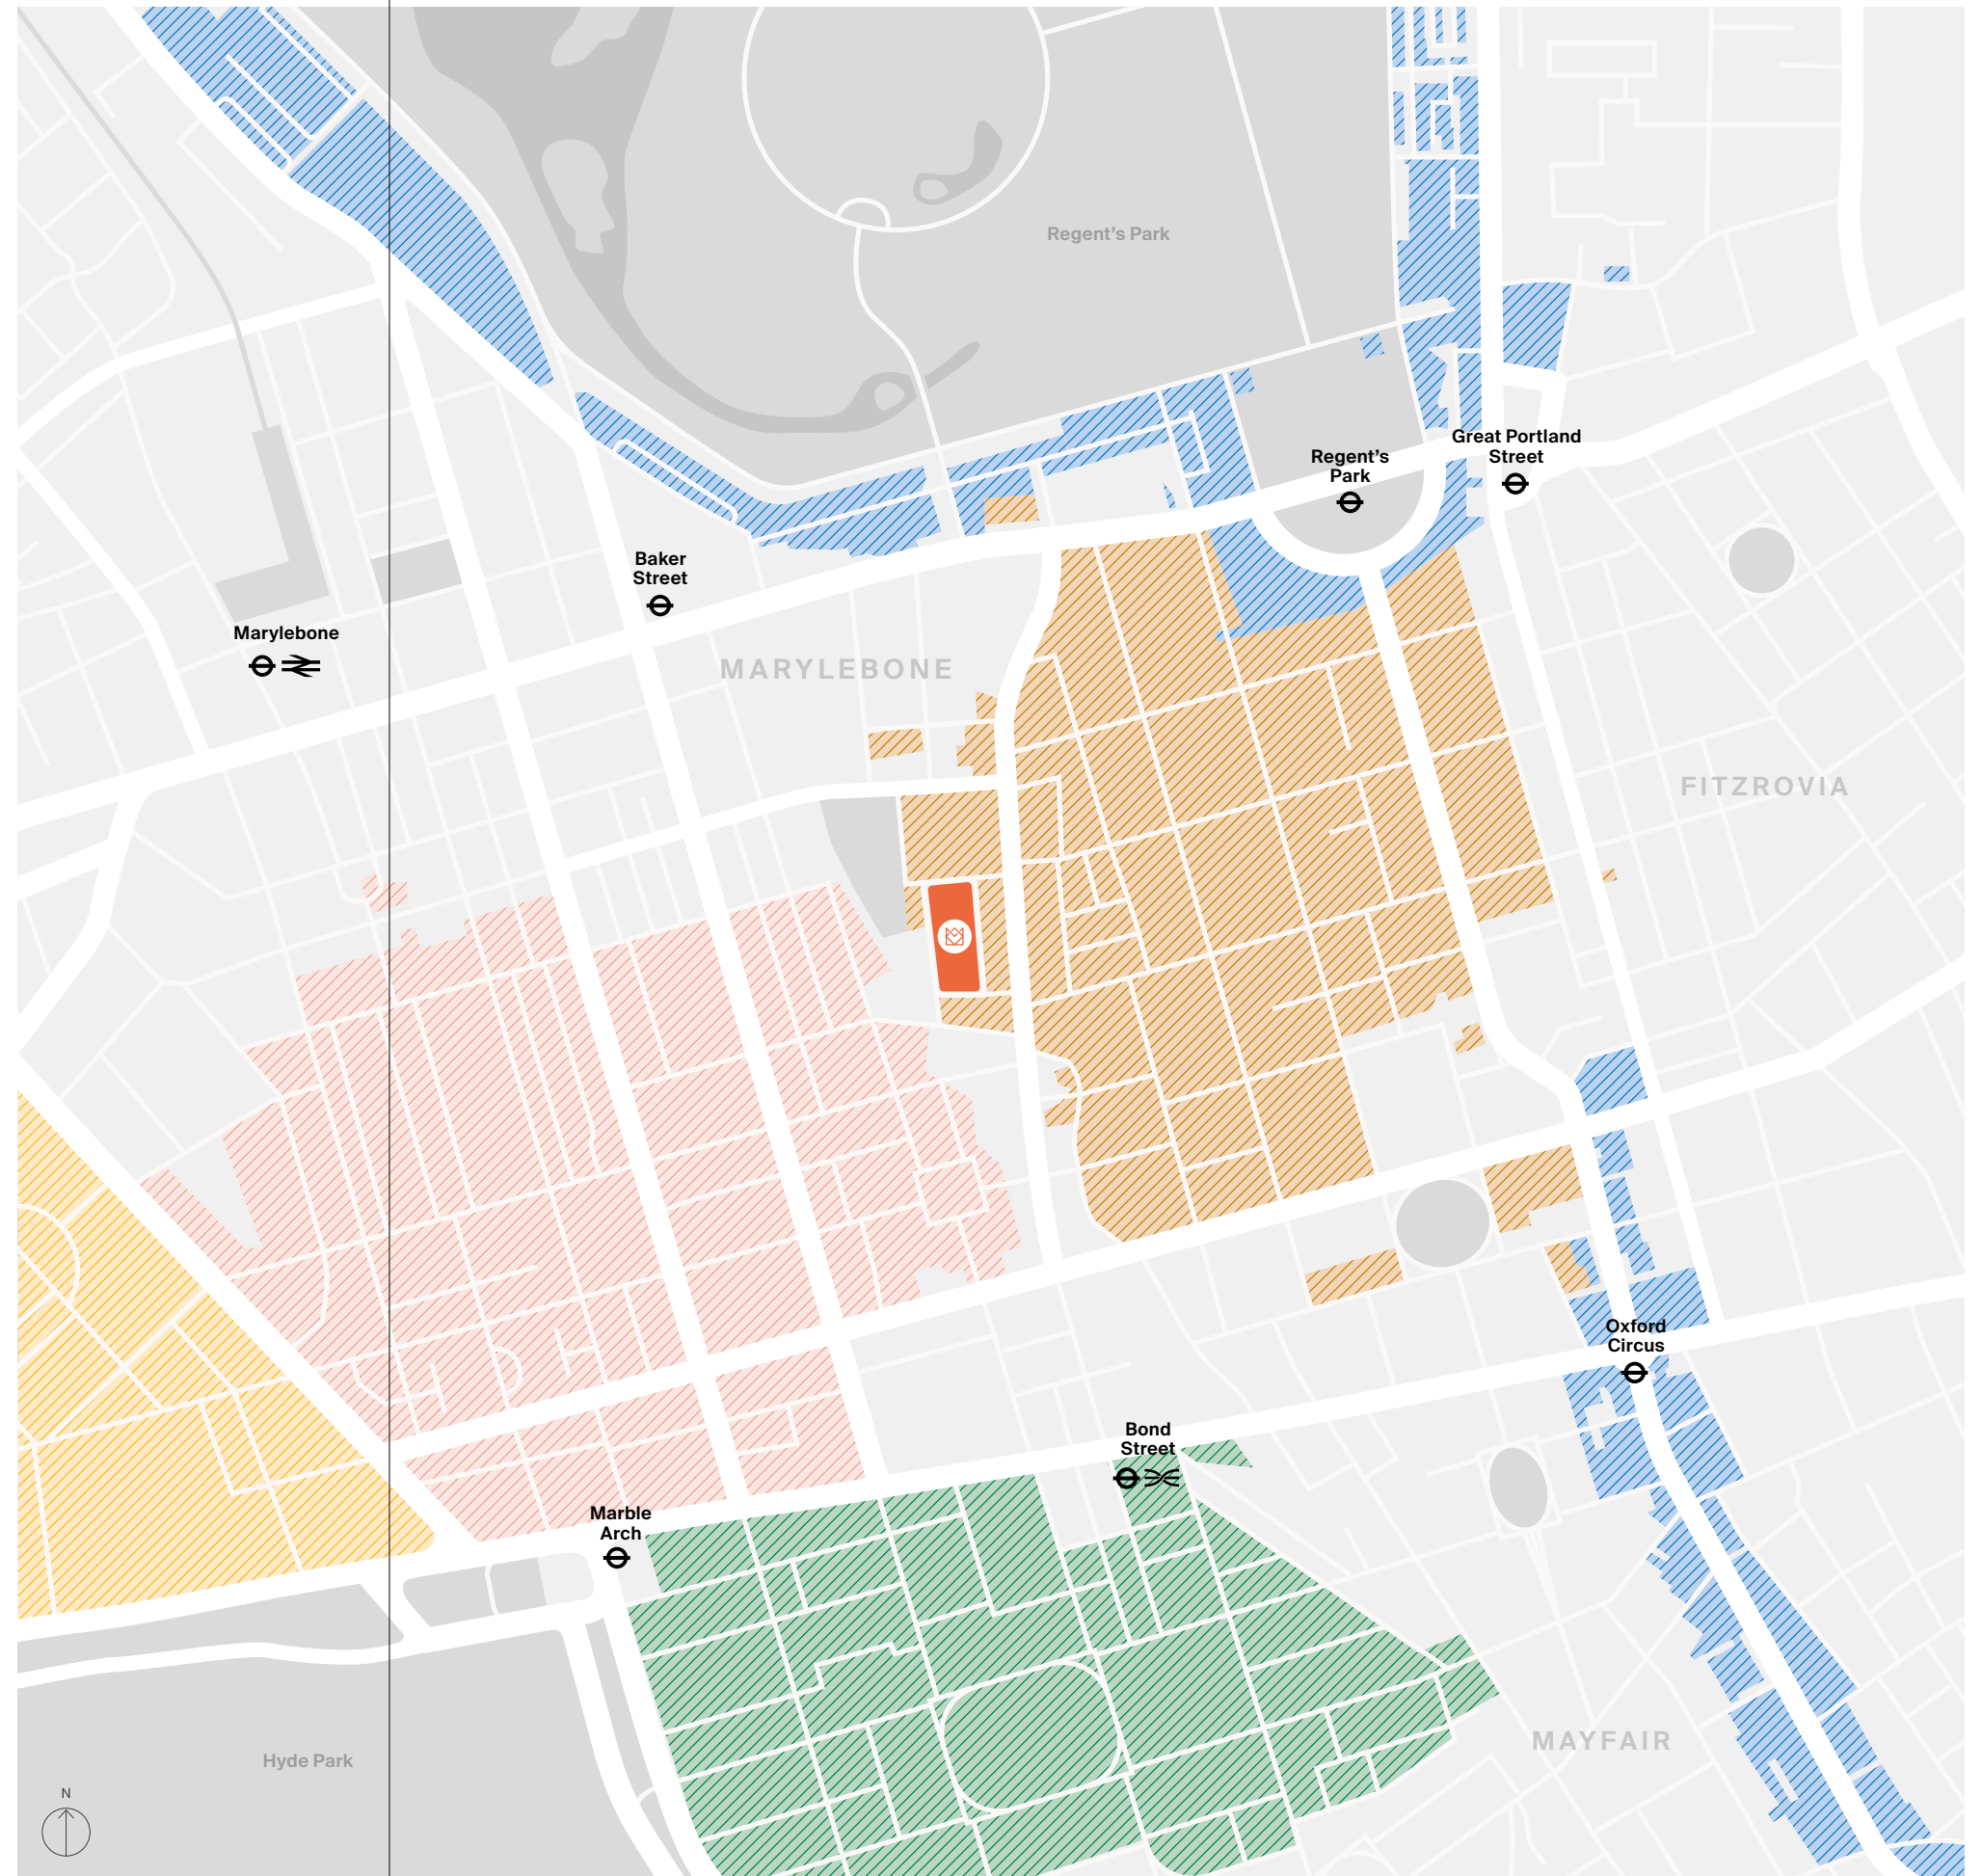 Regent’s Park
Great Portland
Street
Regent’s
Park
Baker
Street
Marylebone
MARYLEBONE
FITZROVIA
Oxford
Circus
Bond
Street
Marble
Arch
MAYFAIR
Hyde Park
N